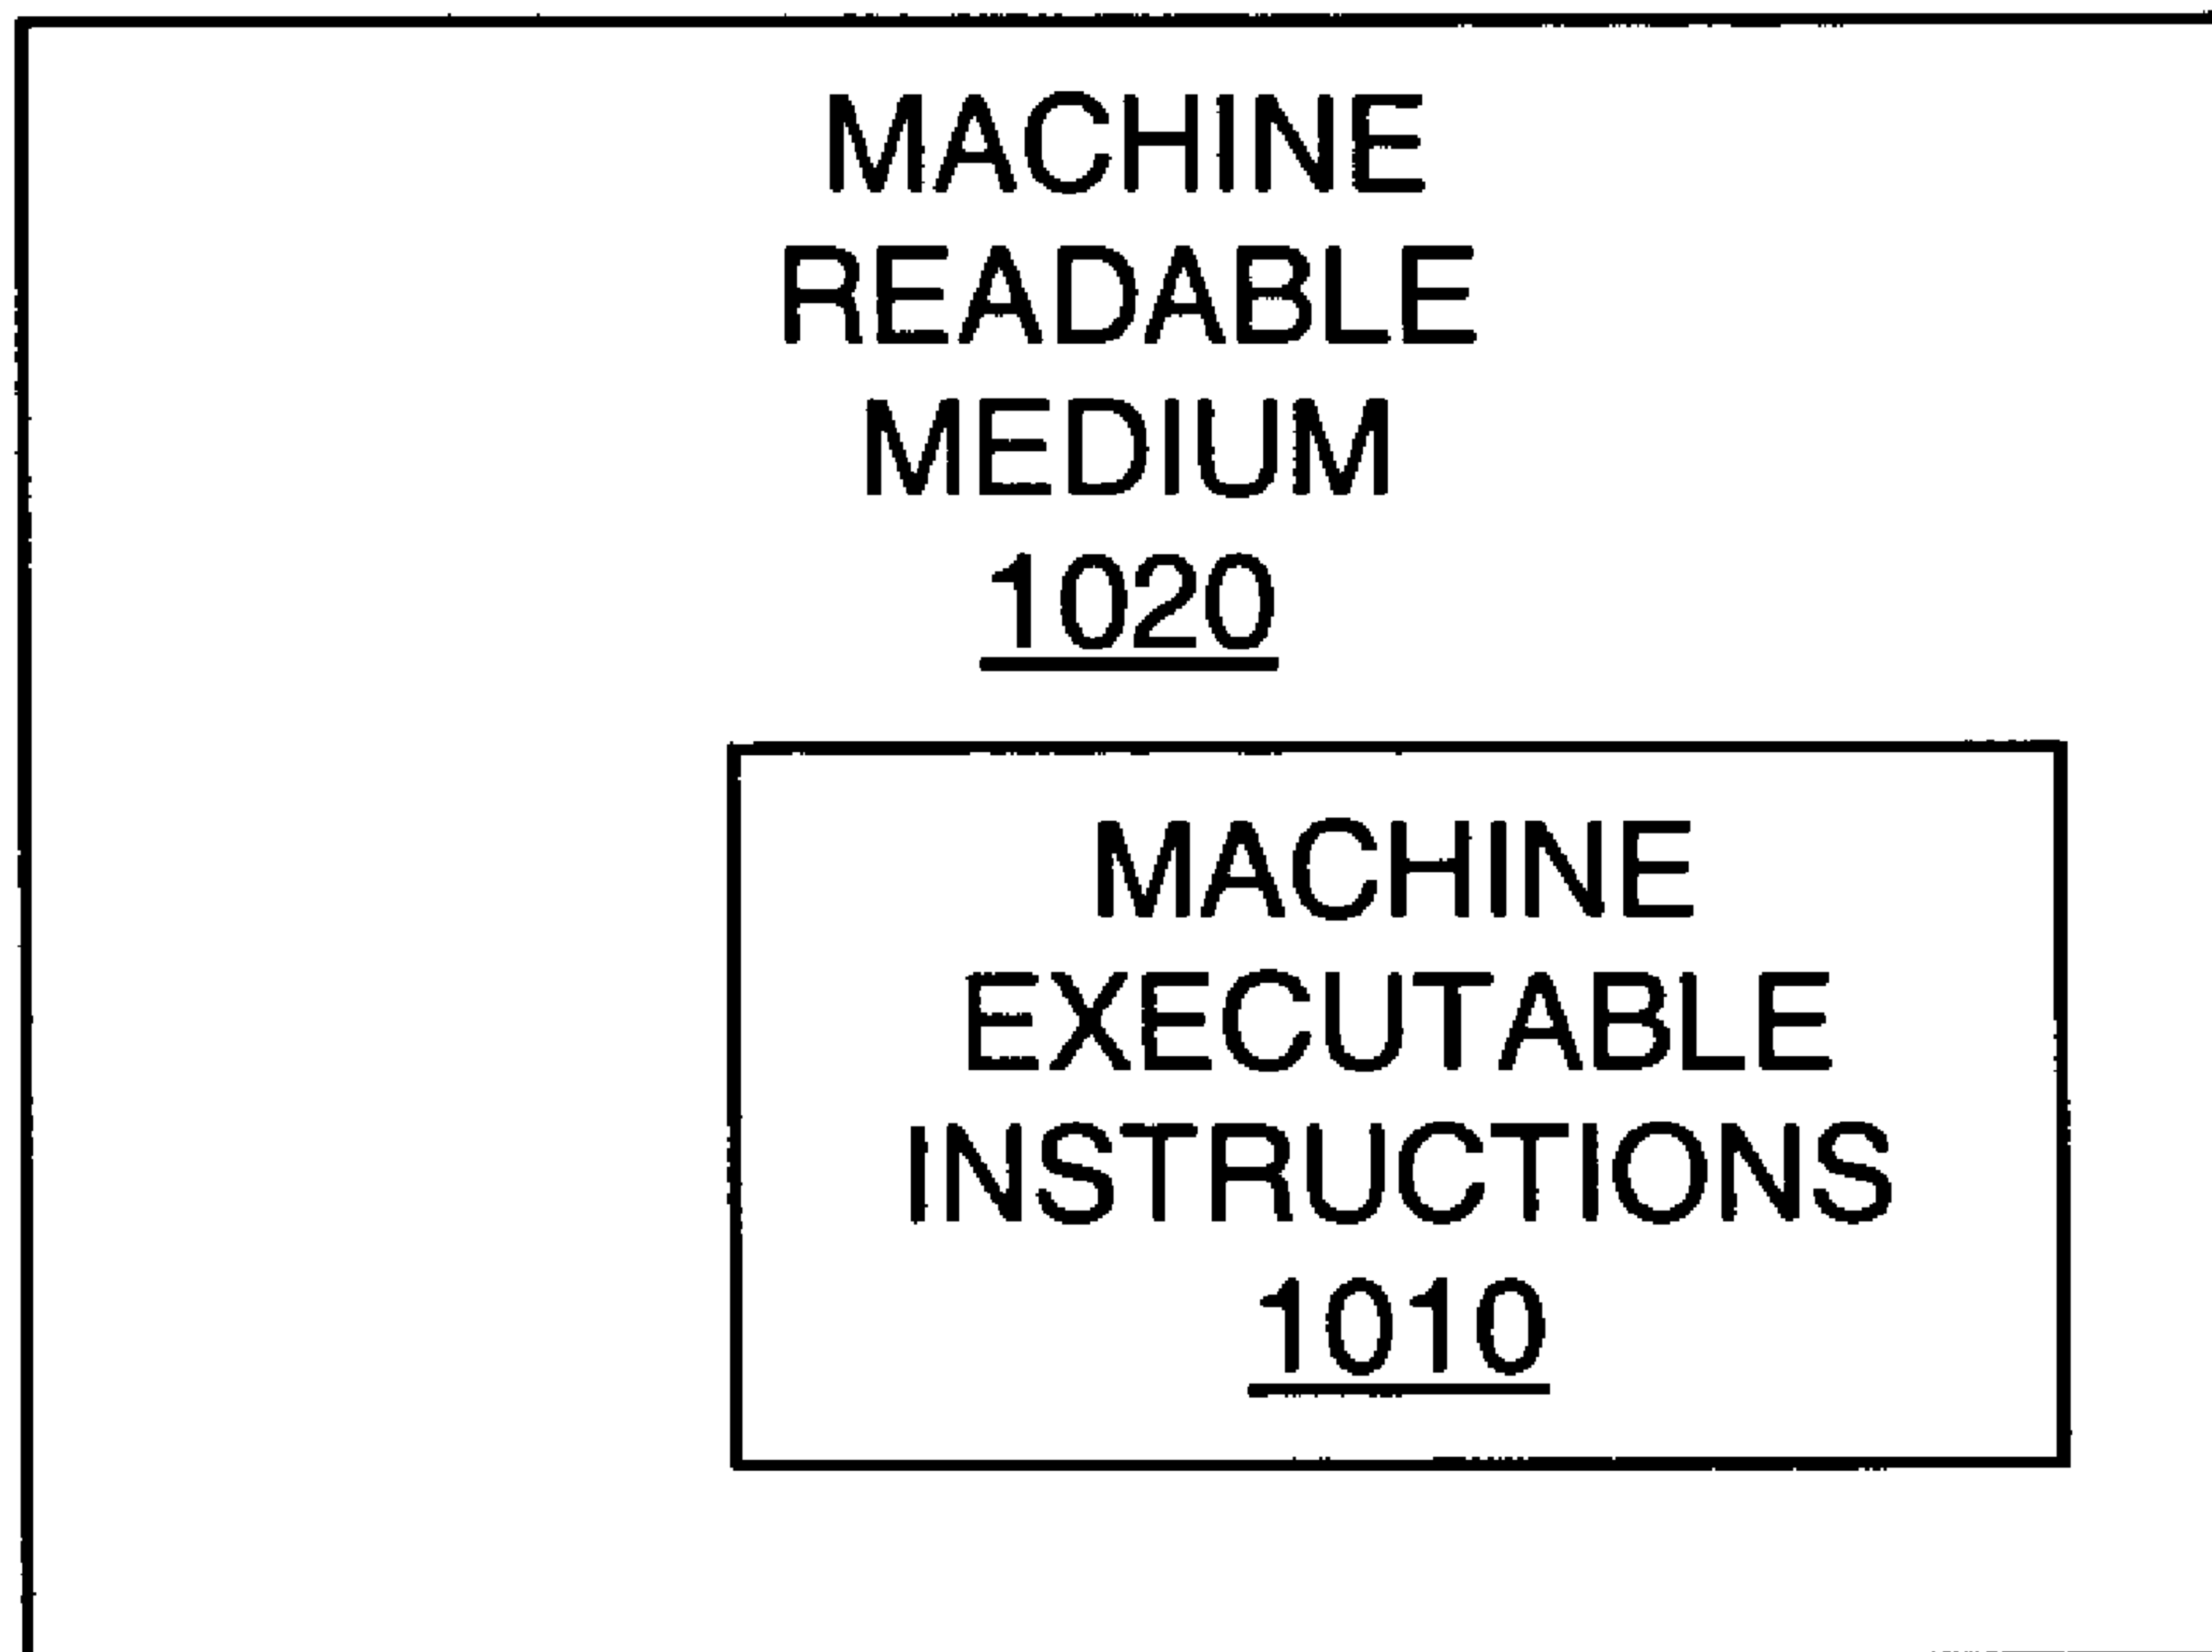 MACHINE
READABLE
MEDIUM
1020
MACHINE
EXECUTABLE
INSTRUCTIONS
1010